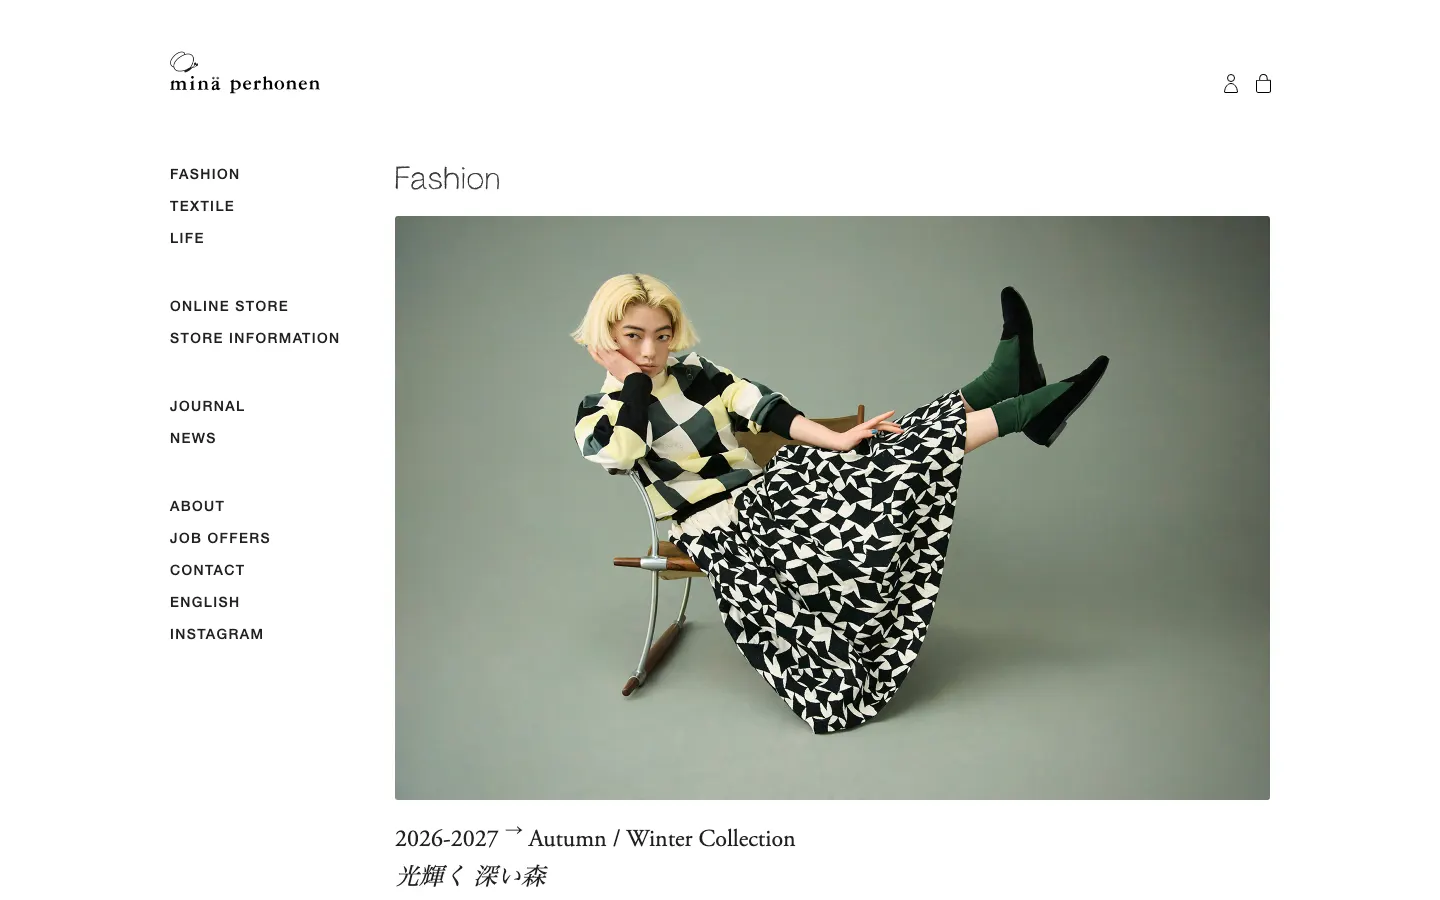 minä perhonen
FASHION
TEXTILE
LIFE
ONLINE STORE
STORE INFORMATION
JOURNAL
NEWS
ABOUT
JOB OFFERS
CONTACT
ENGLISH
INSTAGRAM
Fashion
2026-2027 → Autumn / Winter Collection
光輝く 深い森